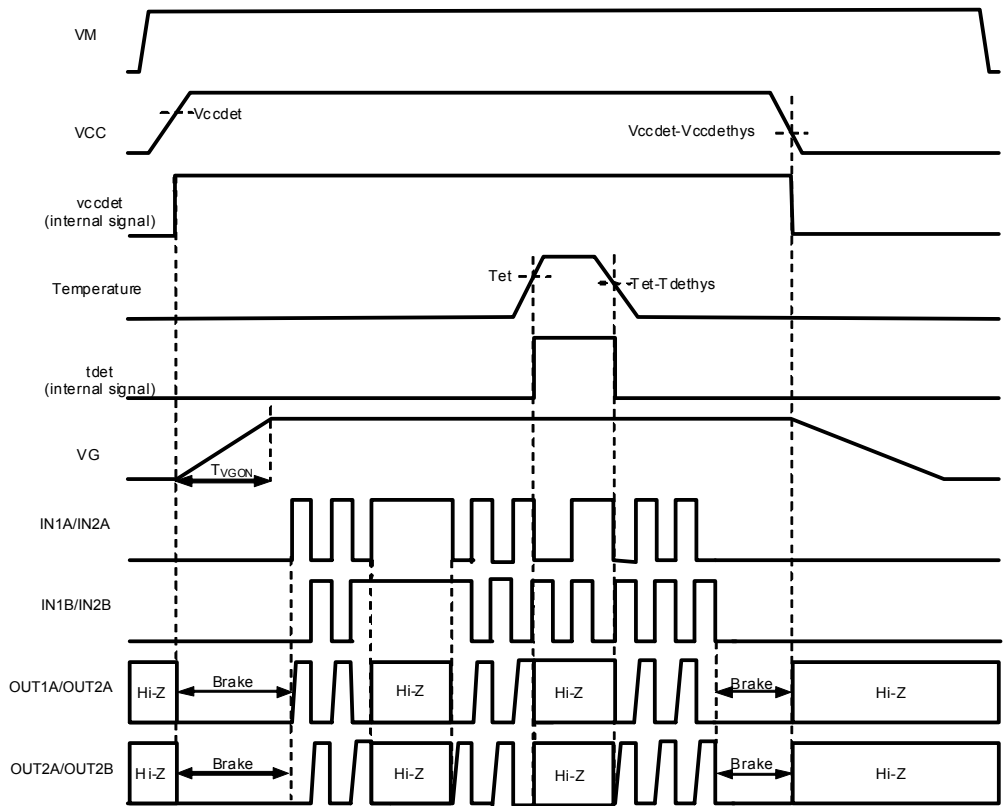 VM
Vccdet
VCC
Vccdet-Vccdethys
vccdet
(internal signal)
Tet
Tet-Tdethys
Temperature
tdet
(internal signal)
VG
TVGON
IN1A/IN2A
IN1B/IN2B
OUT1A/OUT2A
Hi-Z
Brake
Hi-Z
Hi-Z
Brake
Hi-Z
OUT2A/OUT2B
Hi-Z
Brake
Hi-Z
Hi-Z
Brake
Hi-Z